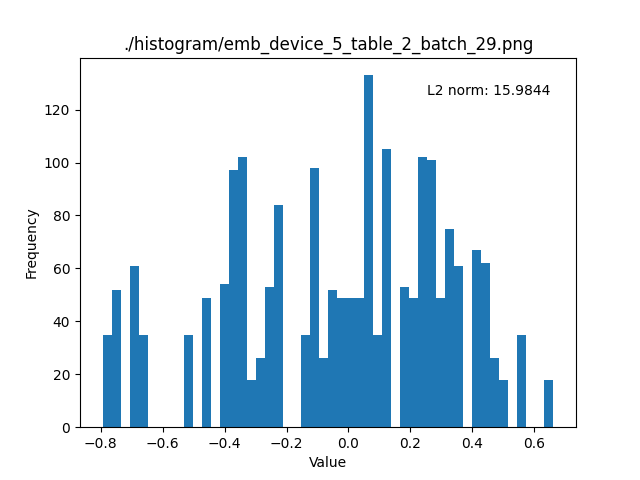 ./histogram/emb_device_5_table_2_batch_29.png
L2 norm: 15.9844
Frequency
120
100
80
60
40
20
0
−0.8 −0.6 −0.4 −0.2 0.0 0.2 0.4 0.6
Value